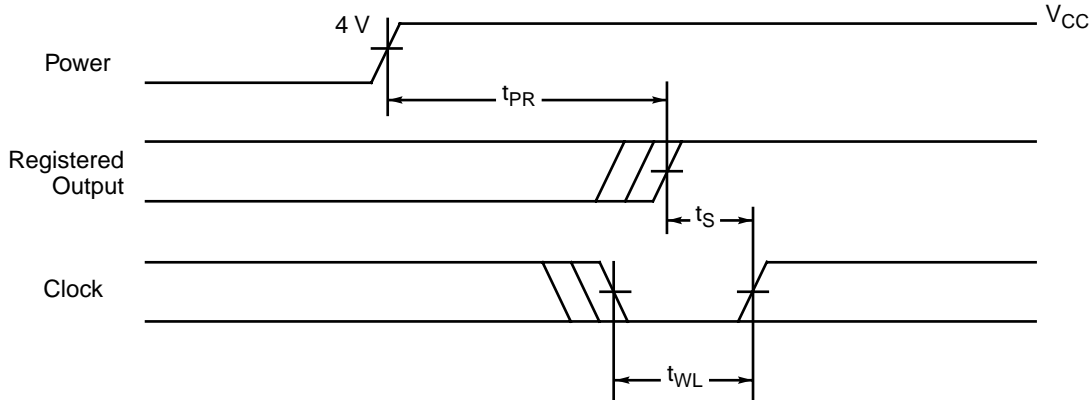 4 V
V_CC
Power
t_PR
Registered
Output
t_S
Clock
t_WL